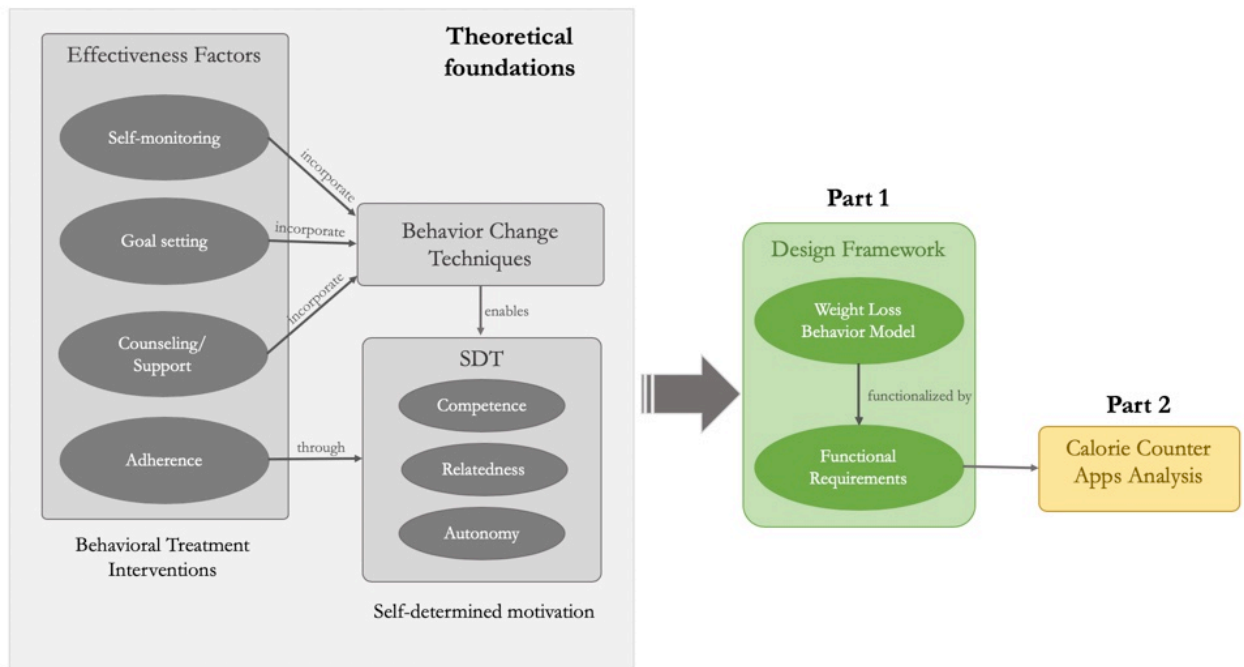 Theoretical
foundations
Effectiveness Factors
Self-monitoring
incorporate
Goal setting
incorporate
Counseling/
Support
incorporate
Adherence
through
Behavioral Treatment
Interventions
Behavior Change
Techniques
enables
SDT
Competence
Relatedness
Autonomy
Self-determined motivation
Part 1
Design Framework
Weight Loss
Behavior Model
functionalized by
Functional
Requirements
Part 2
Calorie Counter
Apps Analysis